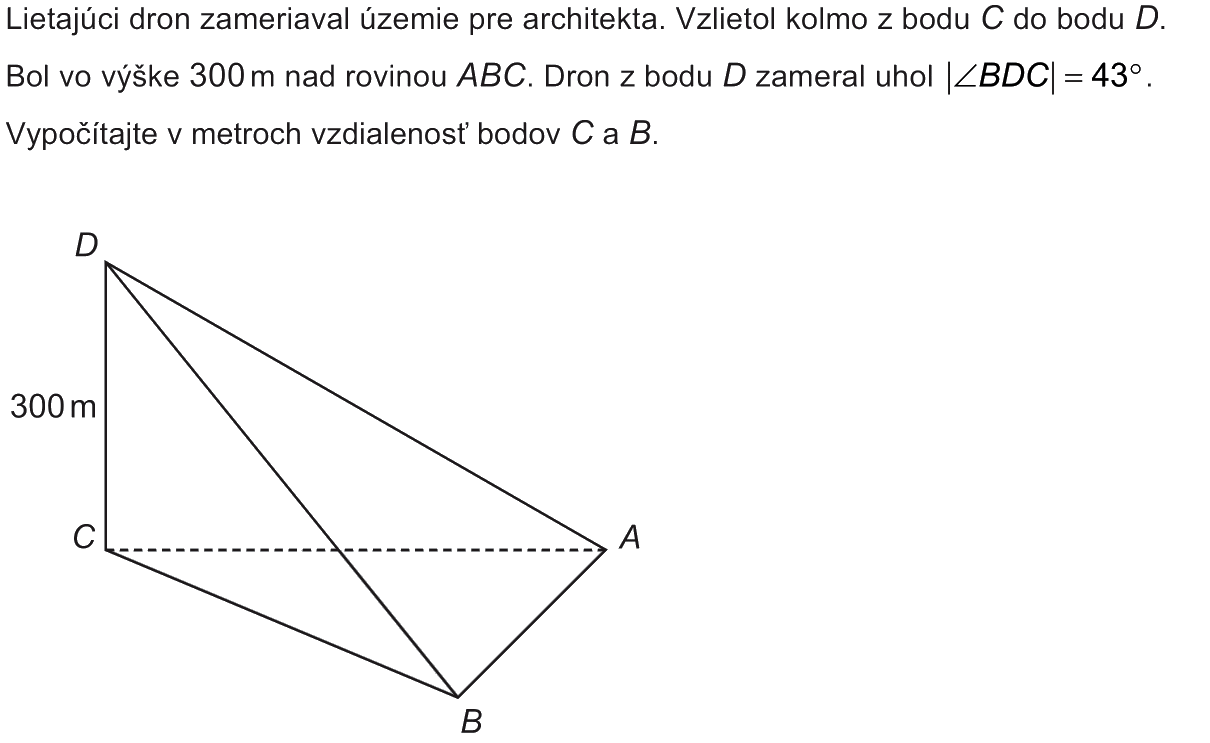 Lietajúci dron zameriaval územie pre architekta. Vzlietol kolmo z bodu C do bodu D.
Bol vo výške 300 m nad rovinou ABC. Dron z bodu D zameral uhol |∠BDC| = 43°.
Vypočítajte v metroch vzdialenosť bodov C a B.
D
300 m
C
A
B